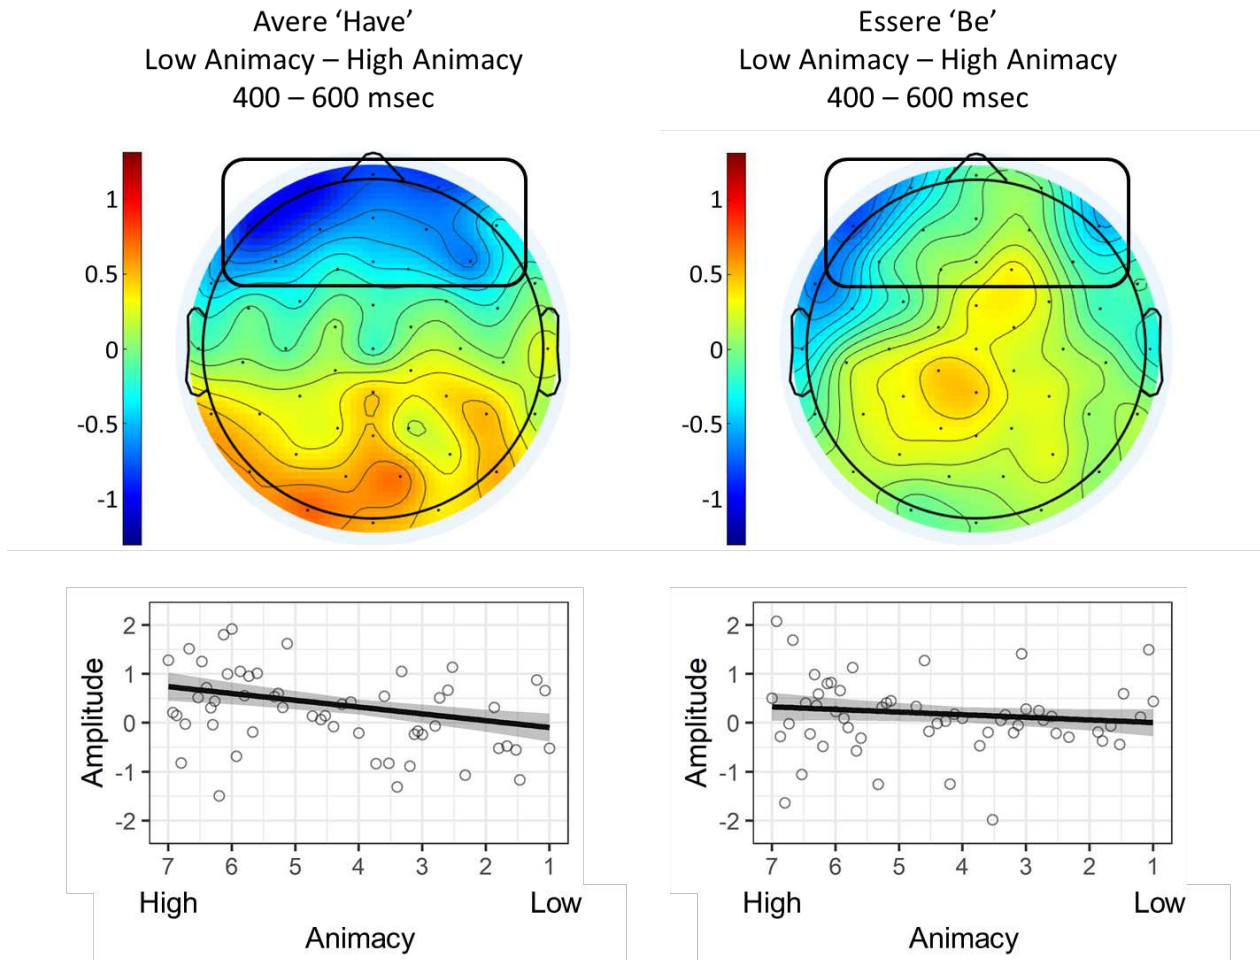 Avere ‘Have’
Low Animacy – High Animacy
400 – 600 msec
1
0.5
0
-0.5
-1
Essere ‘Be’
Low Animacy – High Animacy
400 – 600 msec
1
0.5
0
-0.5
-1
Amplitude
2
1
0
-1
-2
7 6 5 4 3 2 1
High Low
Animacy
Amplitude
2
1
0
-1
-2
7 6 5 4 3 2 1
High Low
Animacy